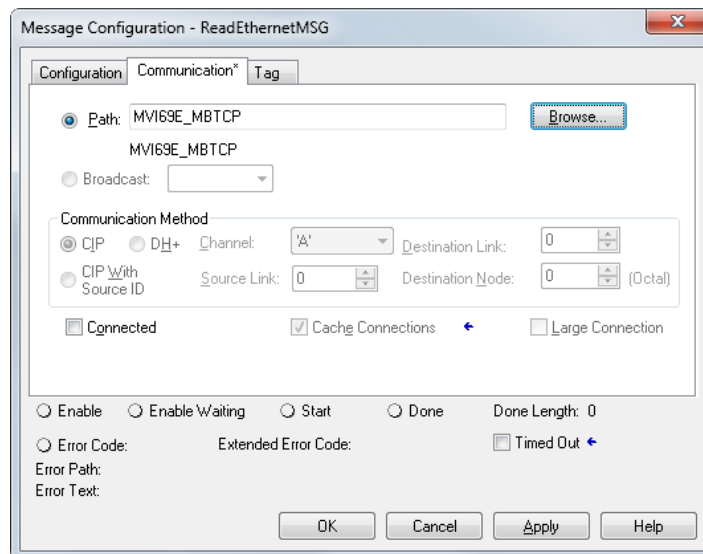 Message Configuration - ReadEthernetMSG
Configuration Communication* Tag
Path: MVI69E_MBTCP Browse...
MVI69E_MBTCP
Broadcast:
Communication Method
CIP DH+ Channel: 'A' Destination Link: 0
CIP With Source ID Source Link: 0 Destination Node: 0 (Octal)
Connected Cache Connections Large Connection
Enable Enable Waiting Start Done Done Length: 0
Error Code: Extended Error Code: Timed Out
Error Path:
Error Text:
OK Cancel Apply Help